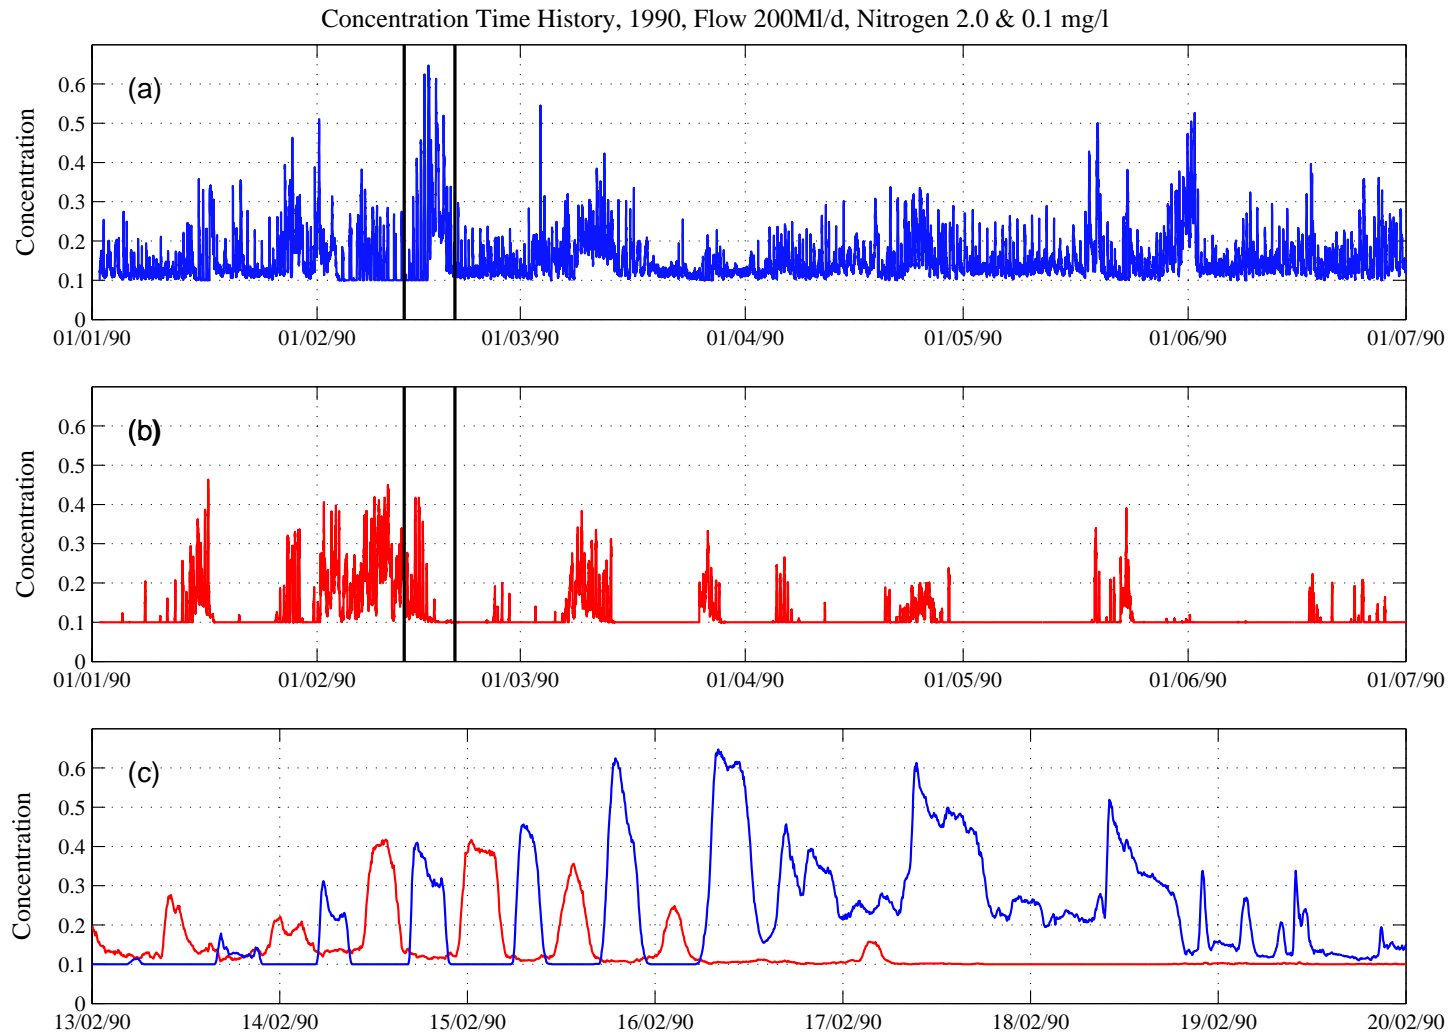 Concentration Time History, 1990, Flow 200Ml/d, Nitrogen 2.0 & 0.1 mg/l
(a)
Concentration
0.6
0.5
0.4
0.3
0.2
0.1
0
01/01/90 01/02/90 01/03/90 01/04/90 01/05/90 01/06/90 01/07/90
(b)
Concentration
0.6
0.5
0.4
0.3
0.2
0.1
0
01/01/90 01/02/90 01/03/90 01/04/90 01/05/90 01/06/90 01/07/90
(c)
Concentration
0.6
0.5
0.4
0.3
0.2
0.1
0
13/02/90 14/02/90 15/02/90 16/02/90 17/02/90 18/02/90 19/02/90 20/02/90